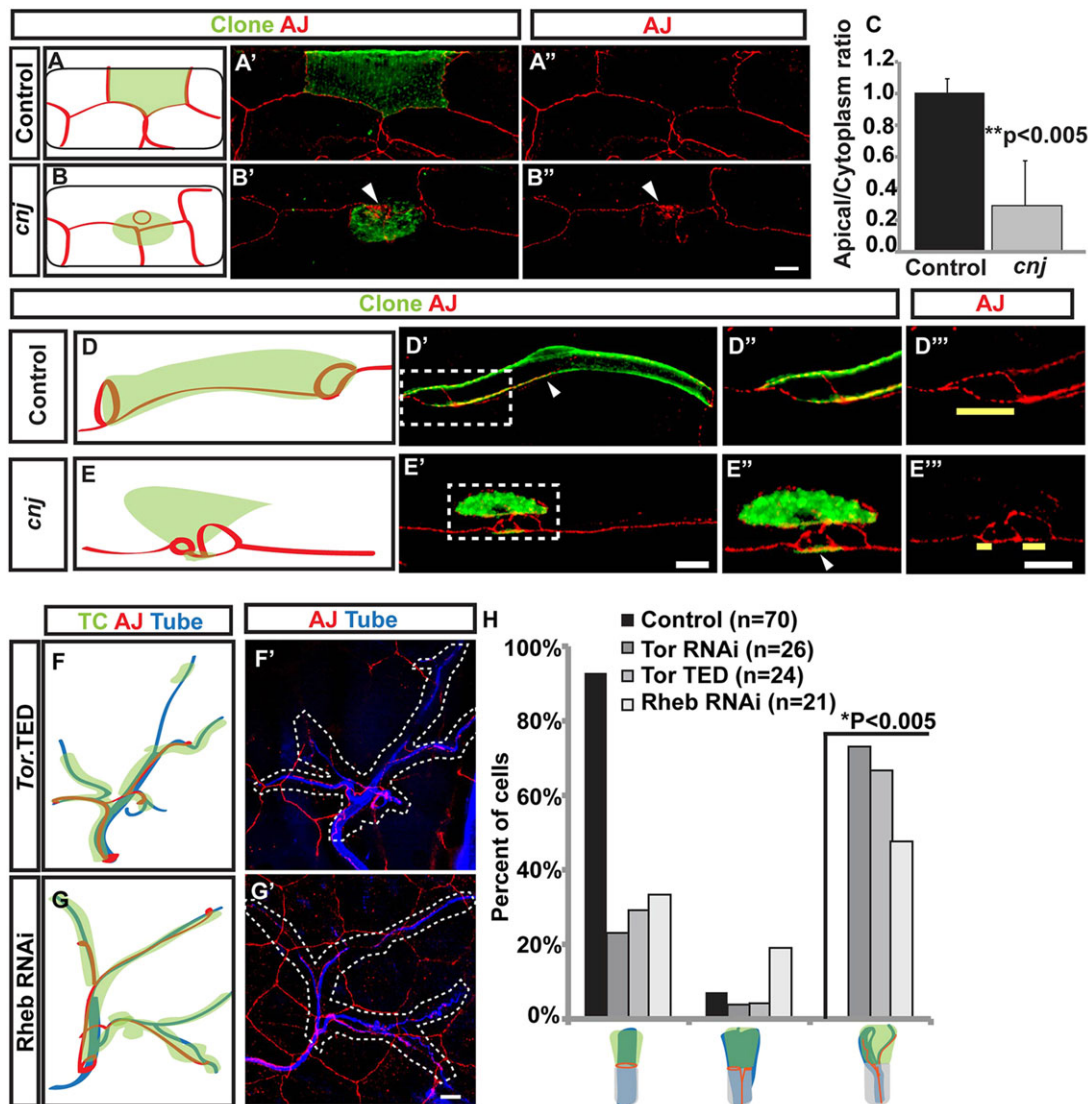 Clone AJ
AJ
C
Control
A
A'
A''
cnj
B
B'
B''
Apical/Cytoplasm ratio
1.2
1.0
0.8
0.6
0.4
0.2
0.0
**p<0.005
Control
cnj
Clone AJ
AJ
Control
D
D'
D''
D'''
cnj
E
E'
E''
E'''
TC AJ Tube
AJ Tube
H
Tor.TED
F
F'
Rheb RNAi
G
G'
Control (n=70)
Tor RNAi (n=26)
Tor TED (n=24)
Rheb RNAi (n=21)
*P<0.005
Percent of cells
100%
80%
60%
40%
20%
0%